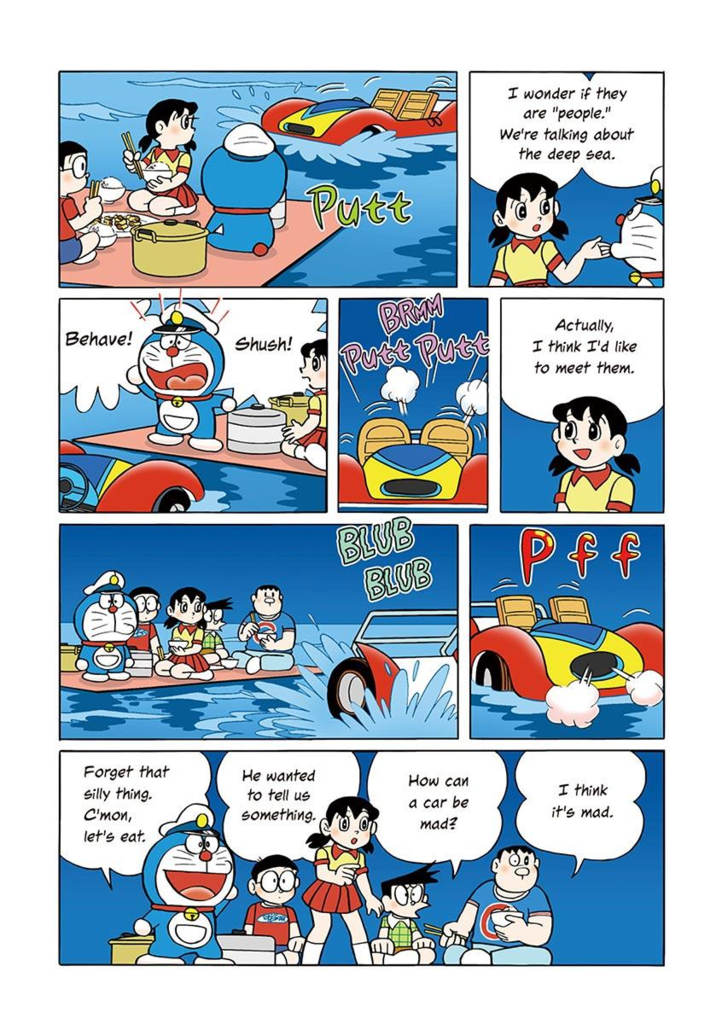 Putt
I wonder if they
are "people."
We're talking about
the deep sea.
Behave!
Shush!
BRMM
Putt Putt
Actually,
I think I'd like
to meet them.
BLUB
BLUB
Pff
Forget that
silly thing.
C'mon,
let's eat.
He wanted
to tell us
something.
How can
a car be
mad?
I think
it's mad.